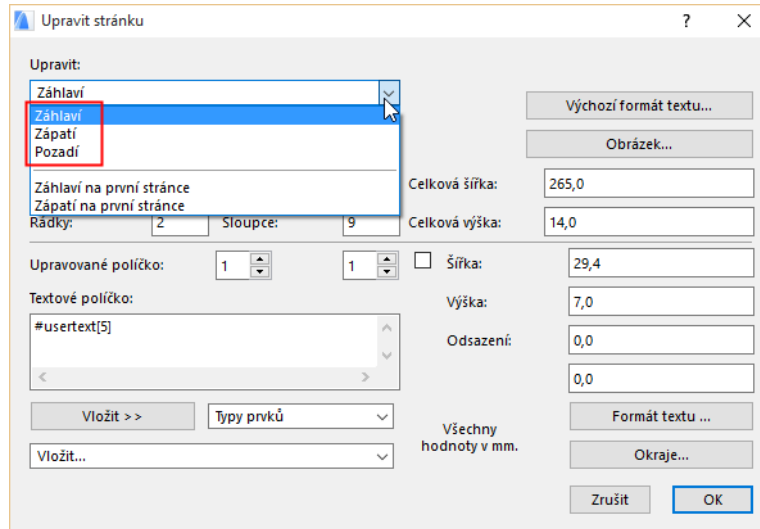 Upravit stránku
?
Upravit:
Záhlaví
Záhlaví
Zápatí
Pozadí
Záhlaví na první stránce
Zápatí na první stránce
Výchozí formát textu...
Obrázek...
Celková šířka: 265,0
Řádky: 2 Sloupce: 9 Celková výška: 14,0
Upravované políčko: 1 1 Šířka: 29,4
Textové políčko: Výška: 7,0
#usertext[5] Odsazení: 0,0
0,0
Vložit >> Typy prvků Všechny Formát textu ...
Vložit... hodnoty v mm. Okraje...
Zrušit OK